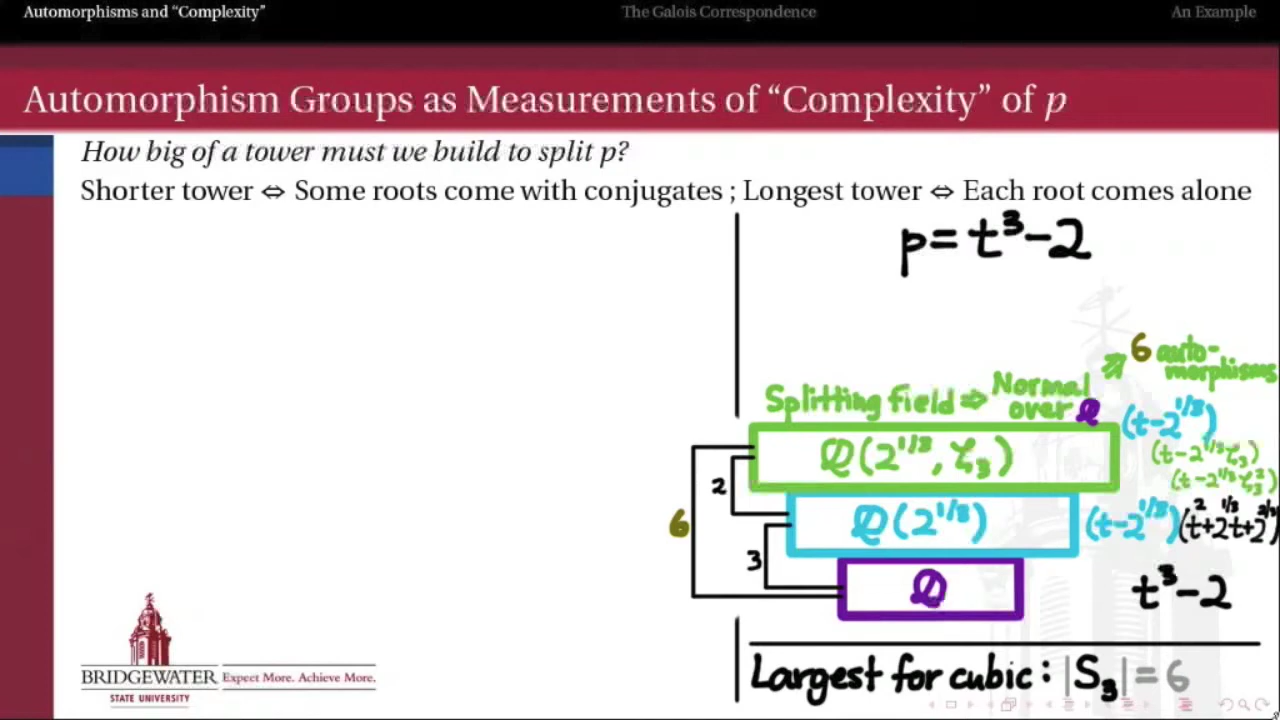 Automorphisms and “Complexity” The Galois Correspondence An Example
Automorphism Groups as Measurements of “Complexity” of p
How big of a tower must we build to split p?
Shorter tower ⇔ Some roots come with conjugates ; Longest tower ⇔ Each root comes alone
p=t³-2
Splitting field ⇒ Normal over ℚ ⇒ 6 auto-morphisms
ℚ(2^{1/3}, ζ₃)
(t-2^{1/3})
(t-2^{1/3}ζ₃)
(t-2^{1/3}ζ₃²)
2
ℚ(2^{1/3})
(t-2^{1/3})(t²+2^{1/3}t+2^{2/3})
6
3
ℚ
t³-2
Largest for cubic: |S₃|=6
BRIDGEWATER
STATE UNIVERSITY
Expect More. Achieve More.